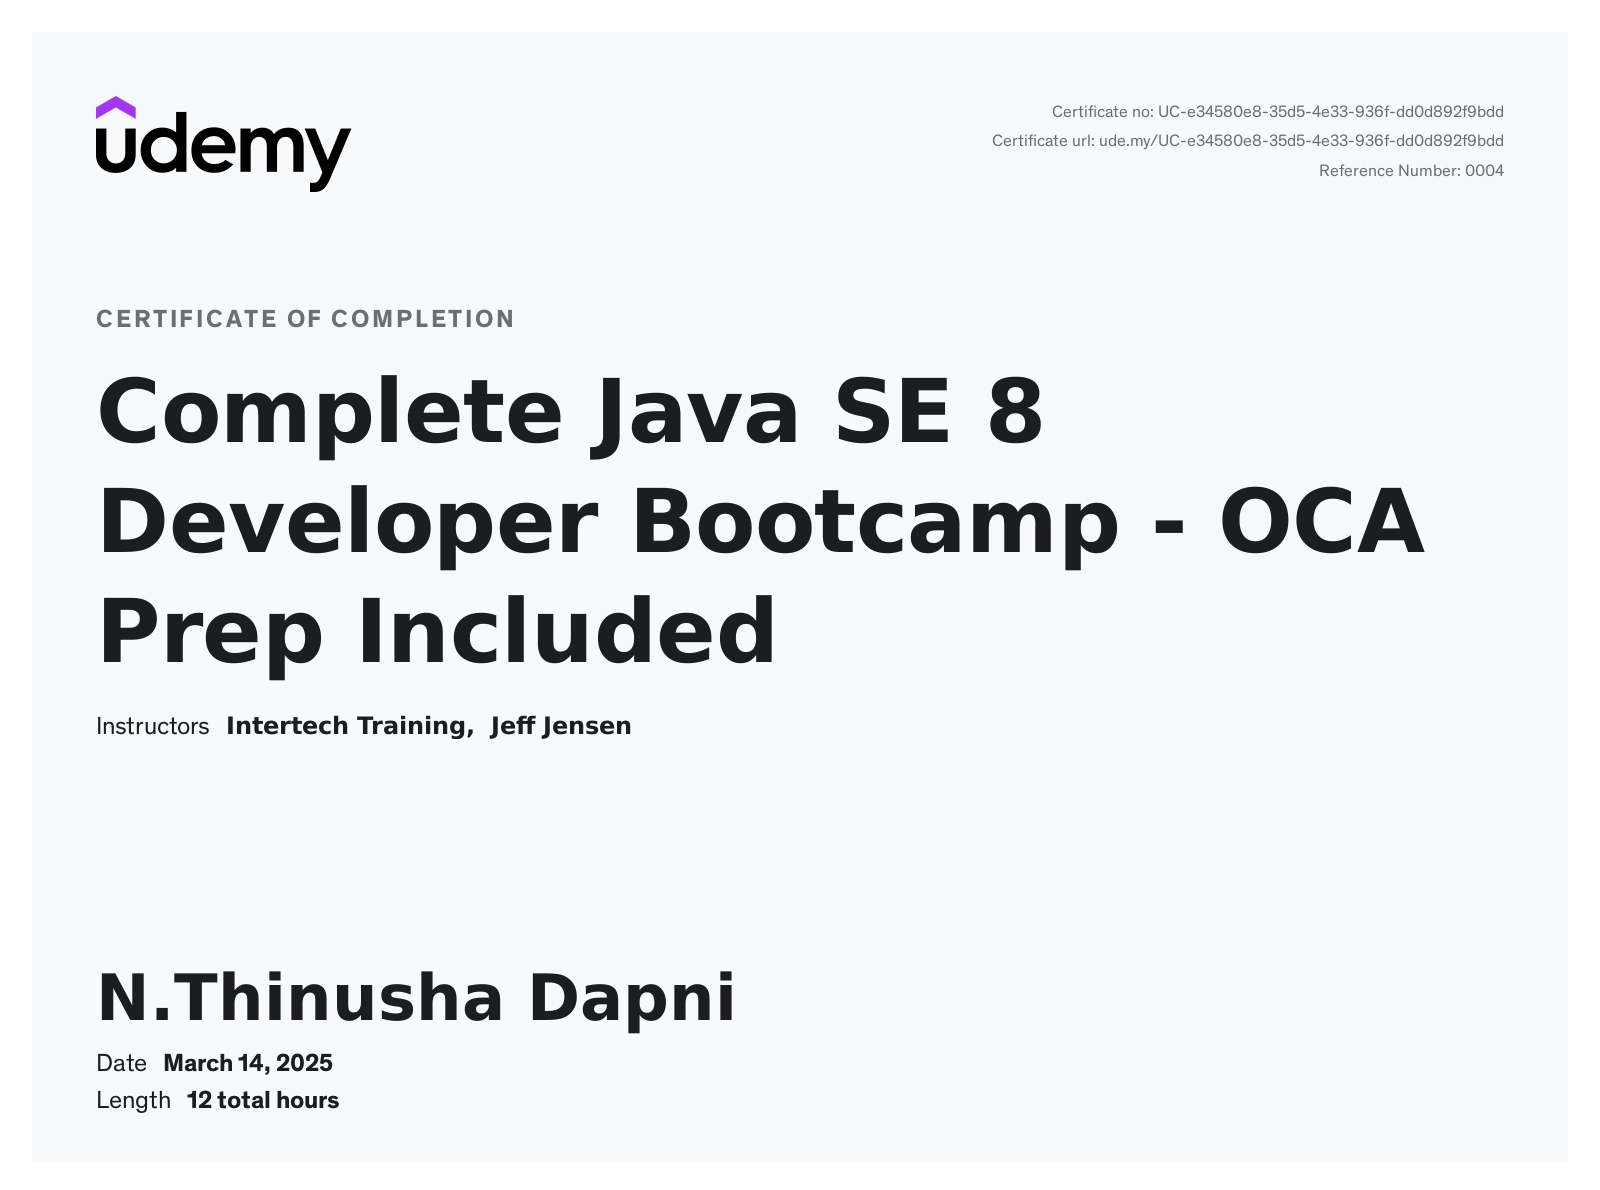 udemy
Certificate no: UC-e34580e8-35d5-4e33-936f-dd0d892f9bdd
Certificate url: ude.my/UC-e34580e8-35d5-4e33-936f-dd0d892f9bdd
Reference Number: 0004
CERTIFICATE OF COMPLETION
Complete Java SE 8
Developer Bootcamp - OCA
Prep Included
Instructors Intertech Training, Jeff Jensen
N.Thinusha Dapni
Date March 14, 2025
Length 12 total hours